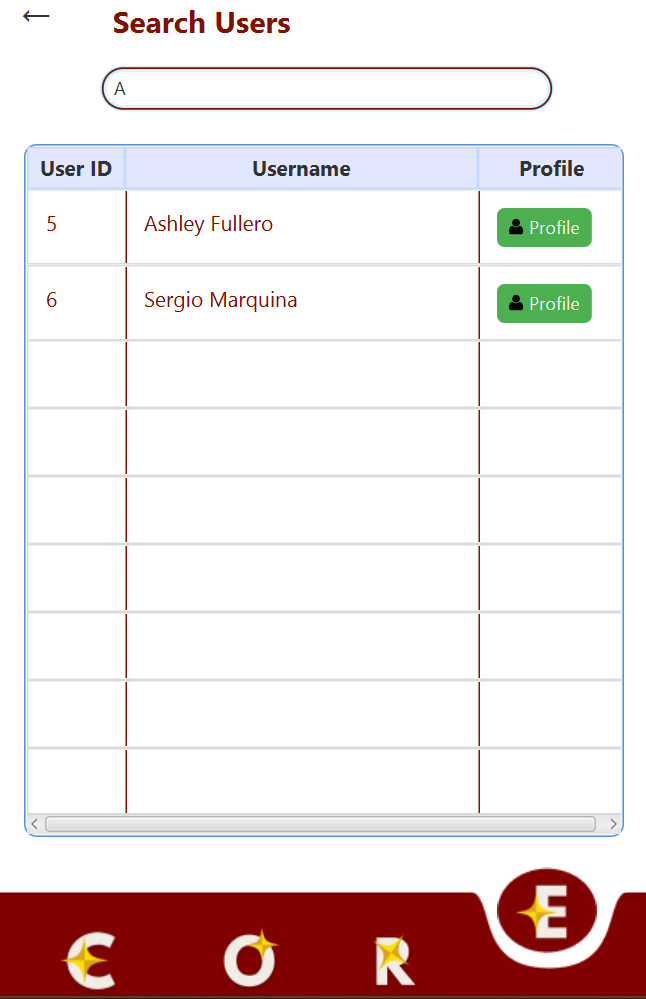 Search Users
A
User ID Username Profile
5 Ashley Fullero Profile
6 Sergio Marquina Profile
C O R E